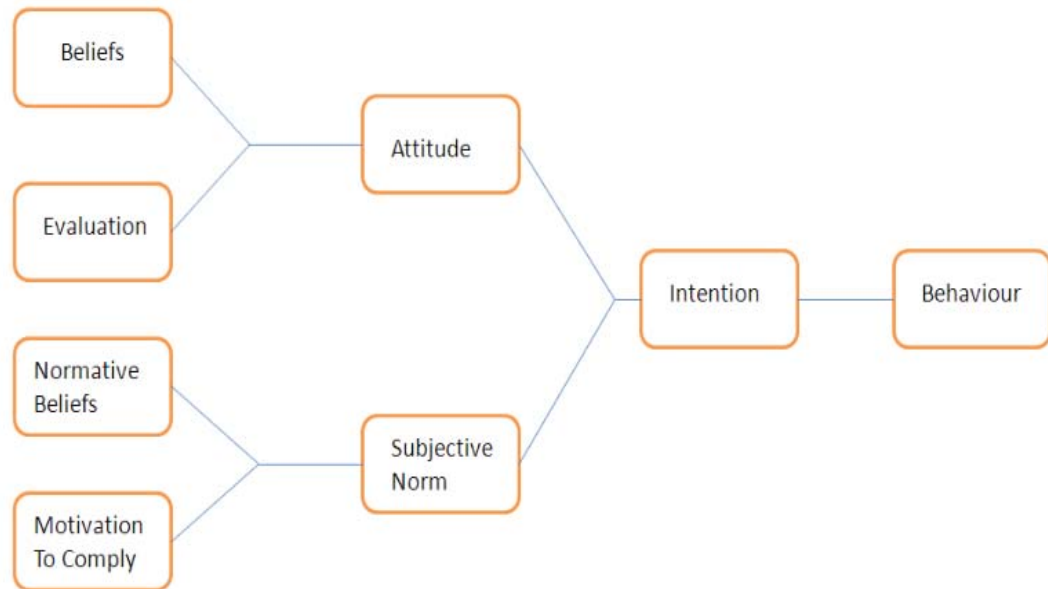 Beliefs
Evaluation
Attitude
Normative
Beliefs
Motivation
To Comply
Subjective
Norm
Intention
Behaviour